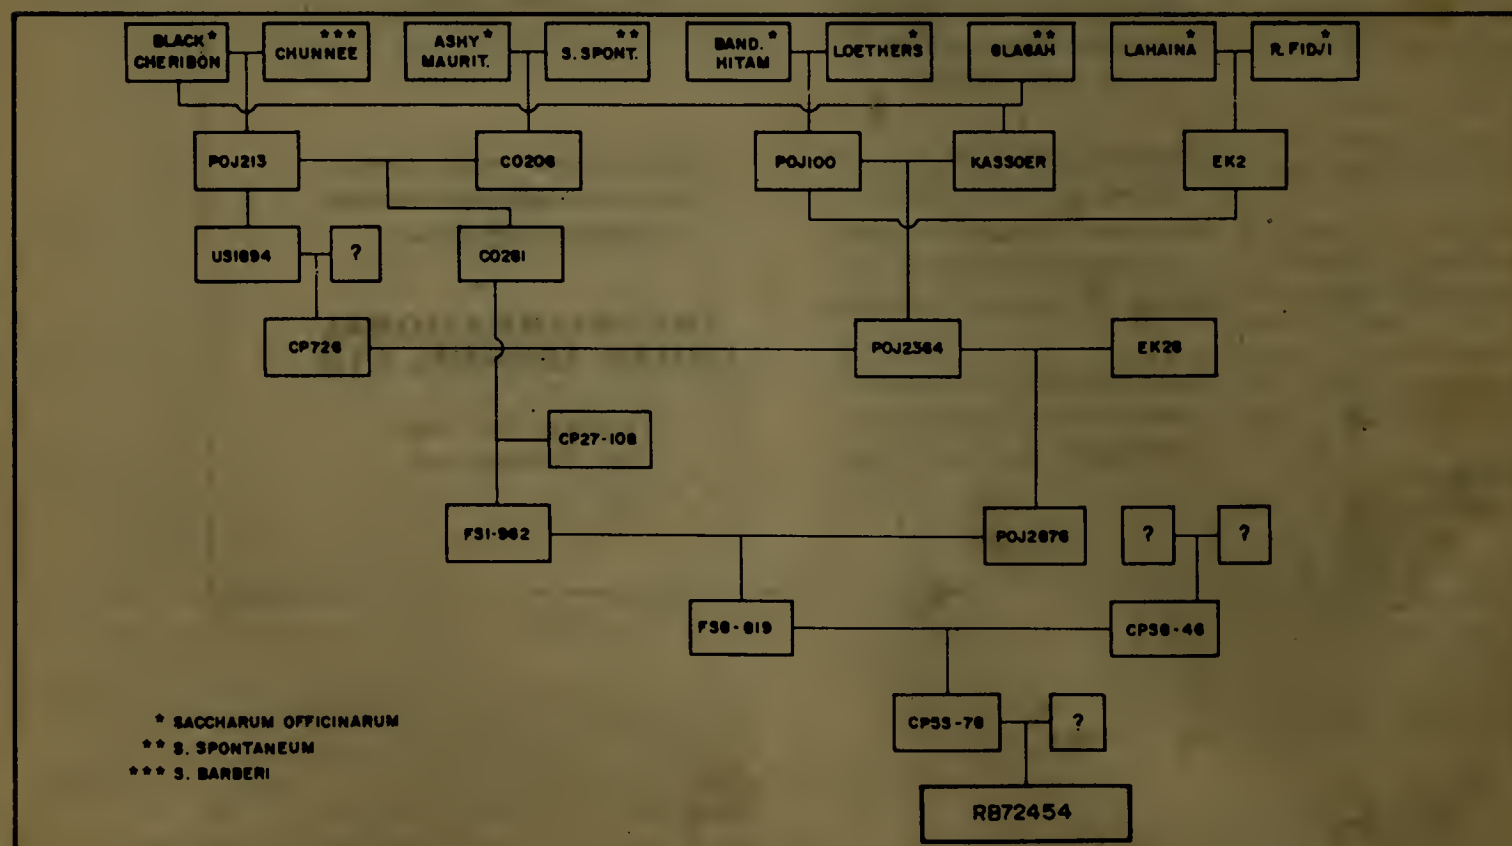 BLACK*
CHERIBON
***
CHUNNEE
ASHY*
MAURIT.
**
S.SPONT.
BAND.*
HITAM
*
LOETHERS
**
GLAGAH
*
LAHAINA
*
R.FIDJI
POJ213
CO206
POJ100
KASSOER
EK2
US1694
?
CO281
CP726
POJ2364
EK28
CP27-108
F31-962
POJ2878
?
?
F36-819
CP38-46
CP53-76
?
* SACCHARUM OFFICINARUM
** S. SPONTANEUM
*** S. BARBERI
RB72454